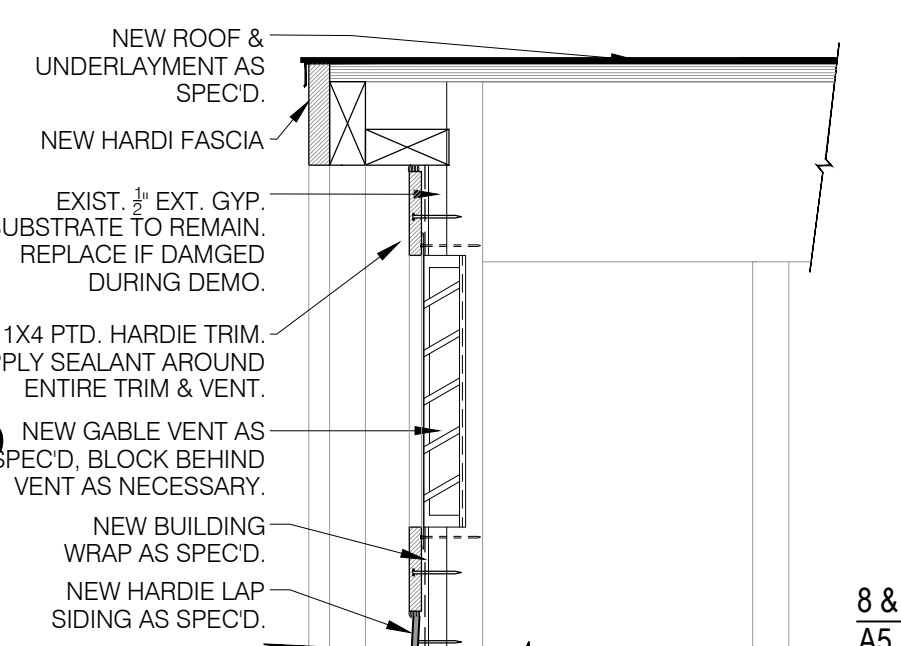 NEW ROOF &
UNDERLAYMENT AS
SPEC'D.
NEW HARDI FASCIA
EXIST. 1/2" EXT. GYP.
SUBSTRATE TO REMAIN.
REPLACE IF DAMGED
DURING DEMO.
1X4 PTD. HARDIE TRIM.
PPLY SEALANT AROUND
ENTIRE TRIM & VENT.
NEW GABLE VENT AS
SPEC'D, BLOCK BEHIND
VENT AS NECESSARY.
NEW BUILDING
WRAP AS SPEC'D.
NEW HARDIE LAP
SIDING AS SPEC'D.
8 &
A5